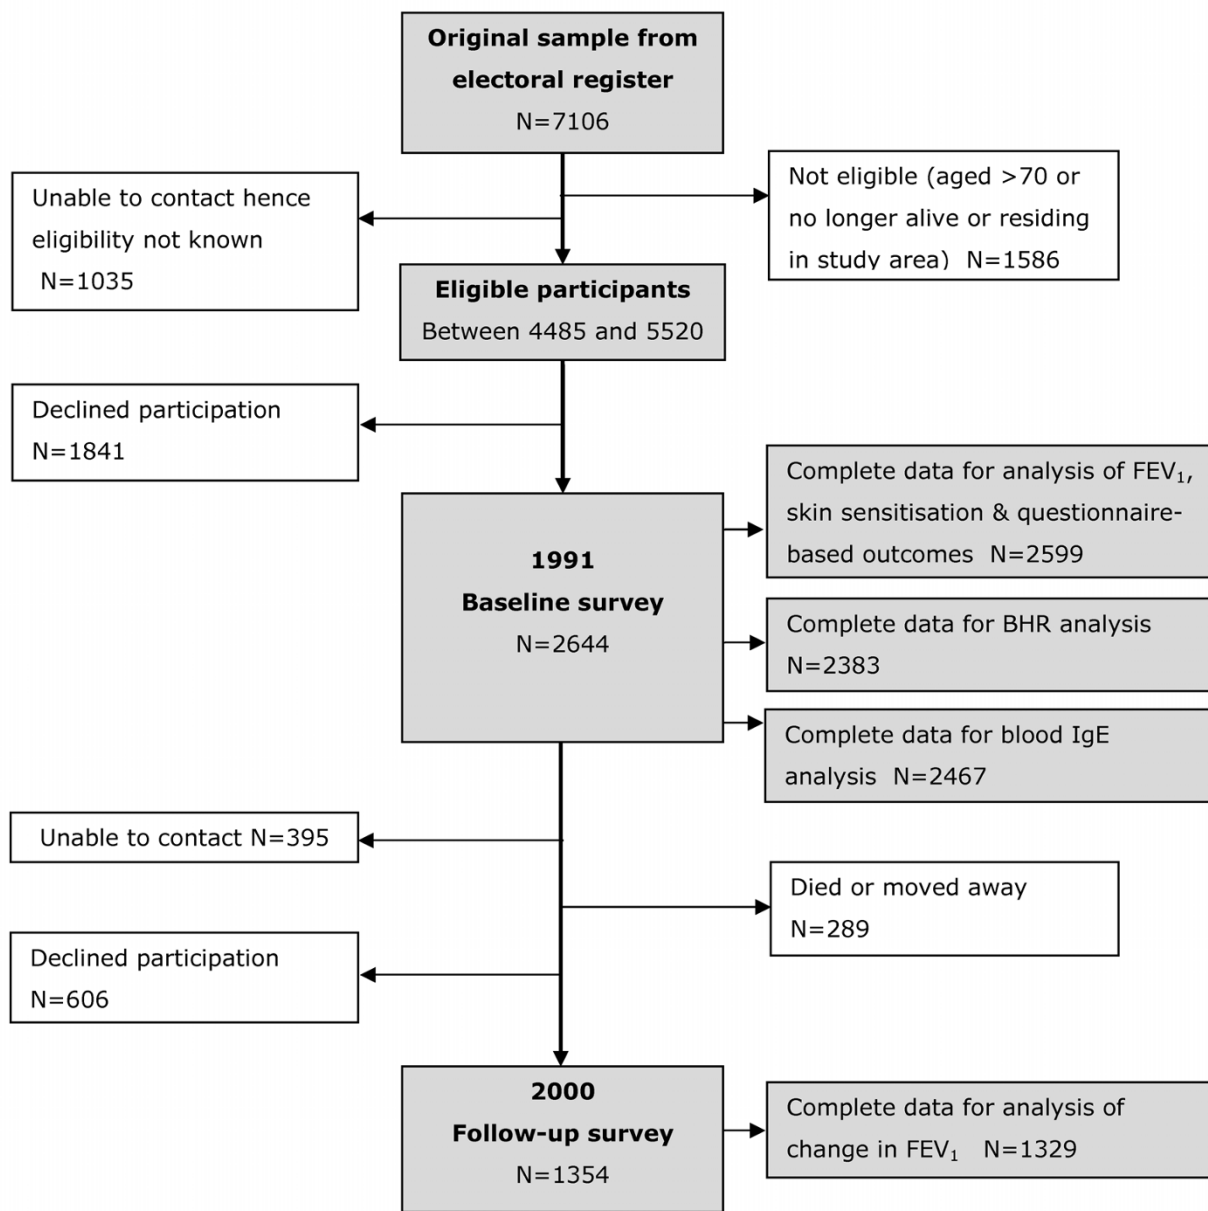 Original sample from
electoral register
N=7106
Unable to contact hence
eligibility not known
N=1035
Not eligible (aged >70 or
no longer alive or residing
in study area) N=1586
Eligible participants
Between 4485 and 5520
Declined participation
N=1841
1991
Baseline survey
N=2644
Complete data for analysis of FEV₁,
skin sensitisation & questionnaire-
based outcomes N=2599
Complete data for BHR analysis
N=2383
Complete data for blood IgE
analysis N=2467
Unable to contact N=395
Died or moved away
N=289
Declined participation
N=606
2000
Follow-up survey
N=1354
Complete data for analysis of
change in FEV₁ N=1329